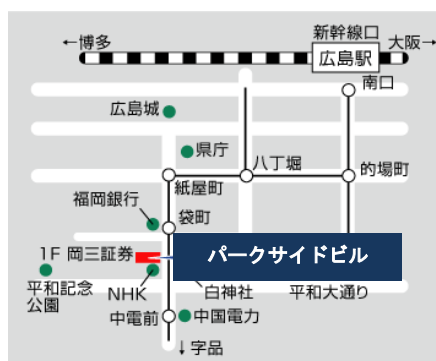 新幹線口
←博多
広島駅
大阪→
南口
広島城
県庁
八丁堀
的場町
紙屋町
福岡銀行
袋町
1F 岡三証券
パークサイドビル
平和記念
公園
NHK
白神社
平和大通り
中電前
中国電力
↓字品